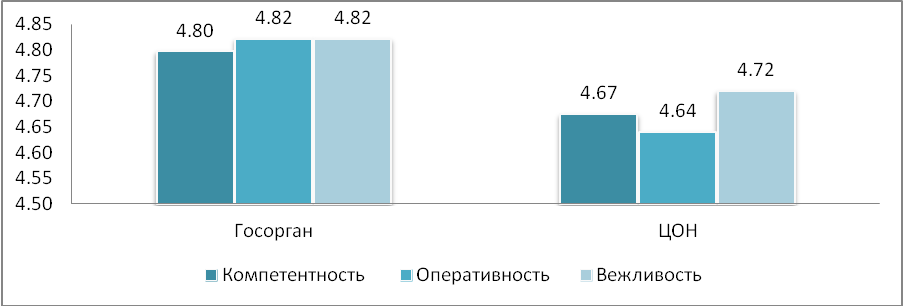 4.85
4.80
4.75
4.70
4.65
4.60
4.55
4.50
4.80
4.82
4.82
4.67
4.64
4.72
Госорган
ЦОН
Компетентность
Оперативность
Вежливость